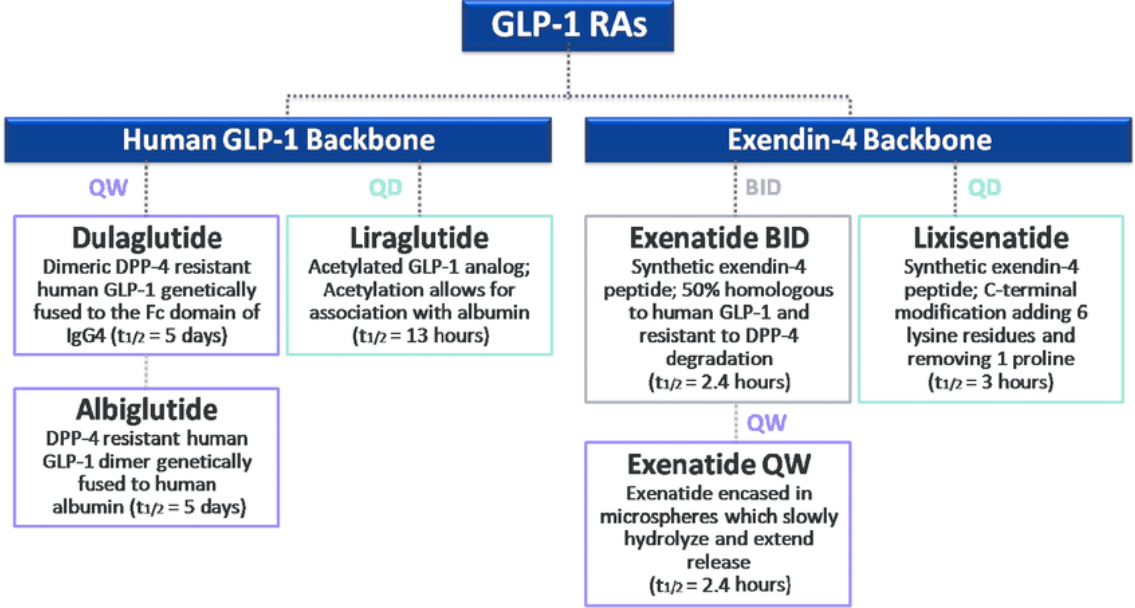 GLP-1 RAs
Human GLP-1 Backbone
QW
Dulaglutide
Dimeric DPP-4 resistant
human GLP-1 genetically
fused to the Fc domain of
IgG4 (t1/2 = 5 days)
Albiglutide
DPP-4 resistant human
GLP-1 dimer genetically
fused to human
albumin (t1/2 = 5 days)
QD
Liraglutide
Acetylated GLP-1 analog;
Acetylation allows for
association with albumin
(t1/2 = 13 hours)
Exendin-4 Backbone
BID
Exenatide BID
Synthetic exendin-4
peptide; 50% homologous
to human GLP-1 and
resistant to DPP-4
degradation
(t1/2 = 2.4 hours)
QW
Exenatide QW
Exenatide encased in
microspheres which slowly
hydrolyze and extend
release
(t1/2 = 2.4 hours)
QD
Lixisenatide
Synthetic exendin-4
peptide; C-terminal
modification adding 6
lysine residues and
removing 1 proline
(t1/2 = 3 hours)